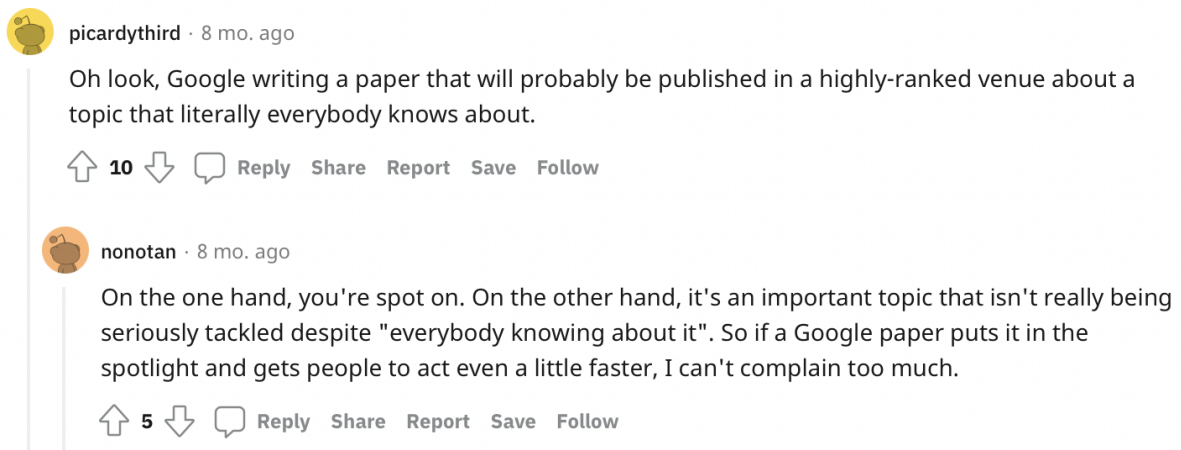 picardythird · 8 mo. ago
Oh look, Google writing a paper that will probably be published in a highly-ranked venue about a
topic that literally everybody knows about.
10 Reply Share Report Save Follow
nonotan · 8 mo. ago
On the one hand, you're spot on. On the other hand, it's an important topic that isn't really being
seriously tackled despite "everybody knowing about it". So if a Google paper puts it in the
spotlight and gets people to act even a little faster, I can't complain too much.
5 Reply Share Report Save Follow